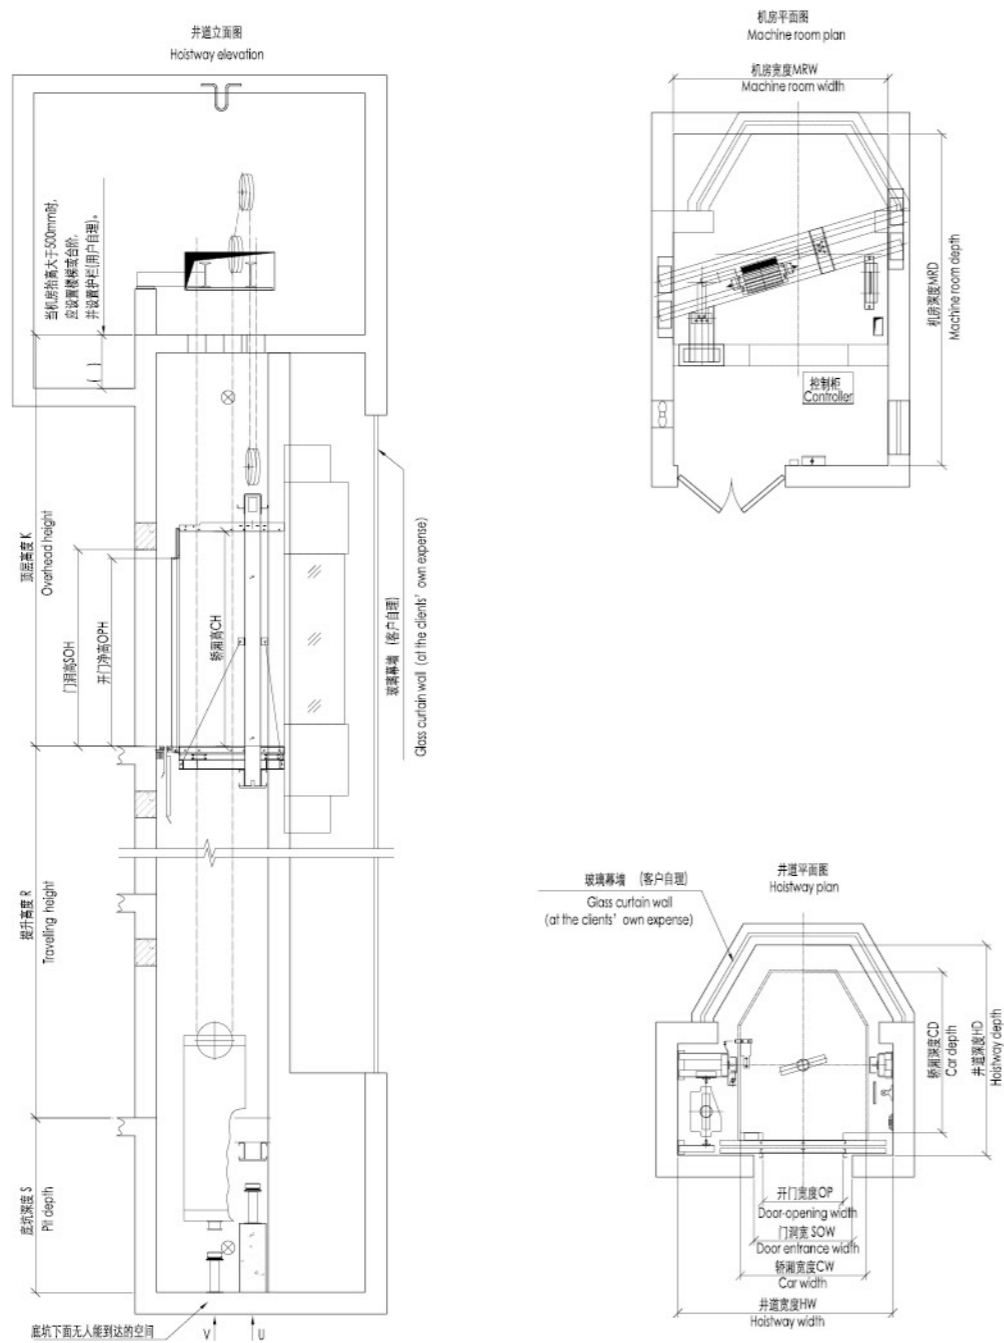 井道立面图
Hoistway elevation
当机房抬高大于500mm时,
应设置楼梯或台阶,
并设置护栏(用户自理)。
( )
顶层高度 K
Overhead height
门洞高SOH
开门净高OPH
轿厢高CH
玻璃幕墙 (客户自理)
Glass curtain wall (at the clients' own expense)
提升高度 R
Travelling height
底坑深度 S
Pit depth
底坑下面无人能到达的空间
V
U
机房平面图
Machine room plan
机房宽度MRW
Machine room width
机房深度MRD
Machine room depth
控制柜
Controller
井道平面图
Hoistway plan
玻璃幕墙 (客户自理)
Glass curtain wall
(at the clients' own expense)
轿厢深度CD
Car depth
井道深度HD
Hoistway depth
开门宽度OP
Door-opening width
门洞宽 SOW
Door entrance width
轿厢宽度CW
Car width
井道宽度HW
Hoistway width